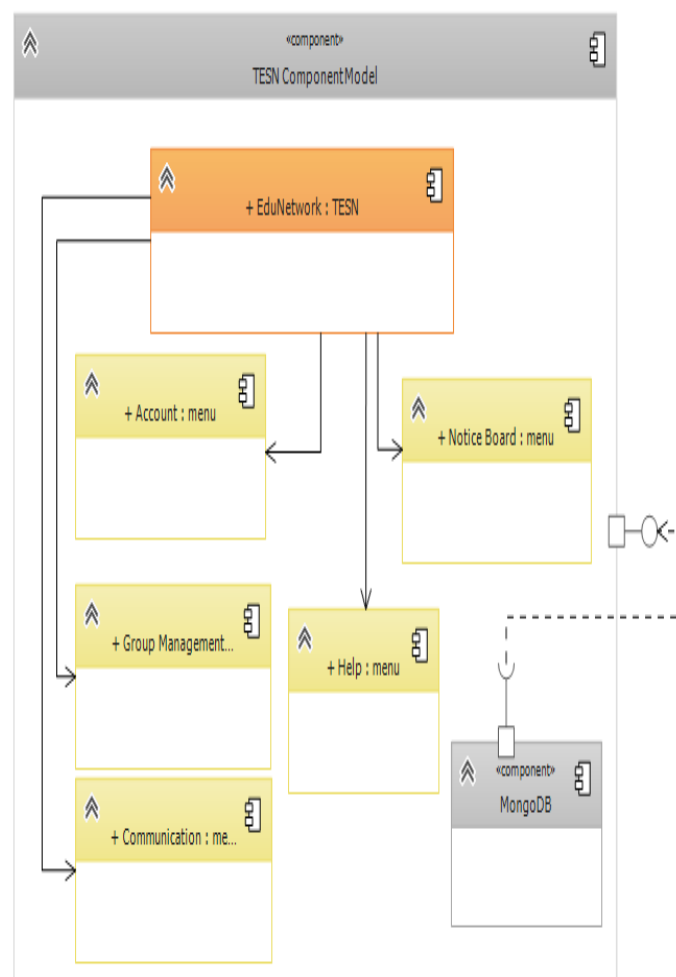 «component»
TESN ComponentModel
+ EduNetwork : TESN
+ Account : menu
+ Notice Board : menu
+ Group Management...
+ Help : menu
«component»
MongoDB
+ Communication : me...